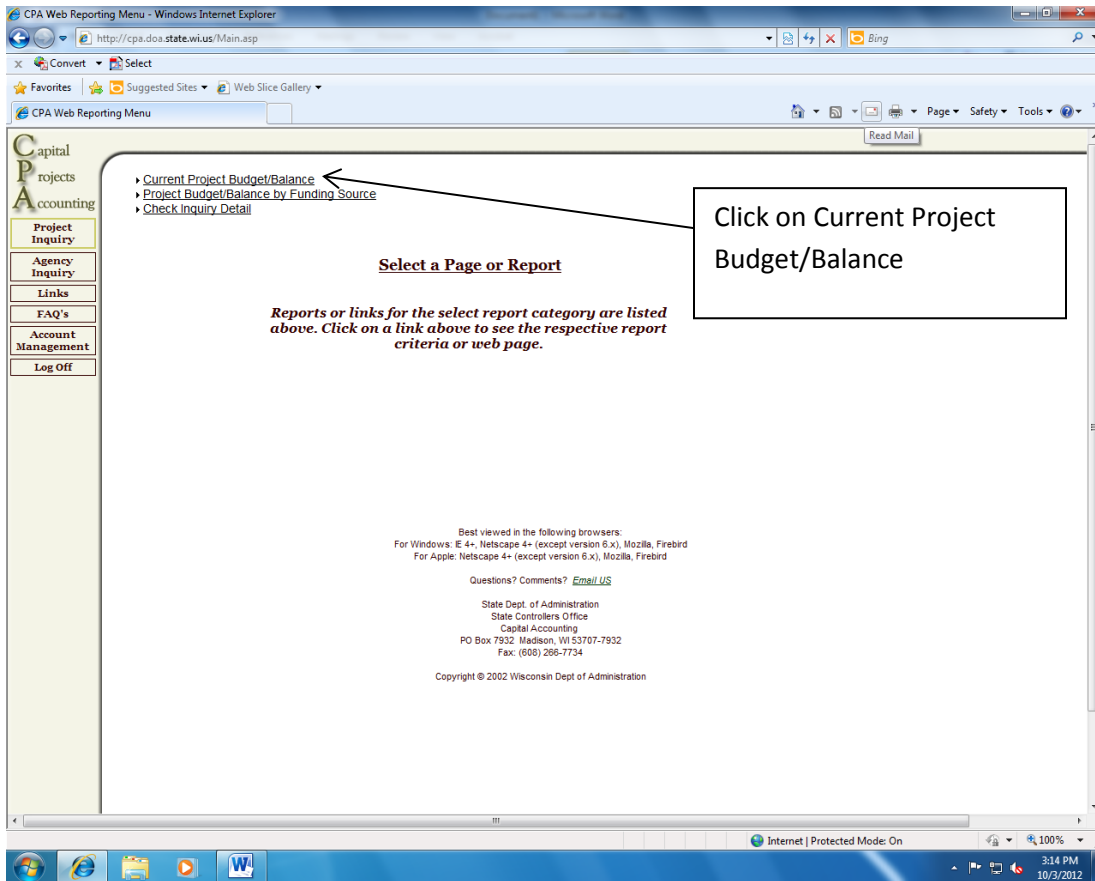 CPA Web Reporting Menu - Windows Internet Explorer
http://cpa.doa.state.wi.us/Main.asp
Bing
x Convert Select
Favorites Suggested Sites Web Slice Gallery
CPA Web Reporting Menu
Page Safety Tools
Read Mail
Capital
Projects
Accounting
Project
Inquiry
Agency
Inquiry
Links
FAQ's
Account
Management
Log Off
Current Project Budget/Balance
Project Budget/Balance by Funding Source
Check Inquiry Detail
Click on Current Project
Budget/Balance
Select a Page or Report
Reports or links for the select report category are listed
above. Click on a link above to see the respective report
criteria or web page.
Best viewed in the following browsers:
For Windows: IE 4+, Netscape 4+ (except version 6.x), Mozilla, Firebird
For Apple: Netscape 4+ (except version 6.x), Mozilla, Firebird
Questions? Comments? Email US
State Dept. of Administration
State Controllers Office
Capital Accounting
PO Box 7932 Madison, WI 53707-7932
Fax: (608) 266-7734
Copyright © 2002 Wisconsin Dept of Administration
Internet | Protected Mode: On
100%
3:14 PM
10/3/2012